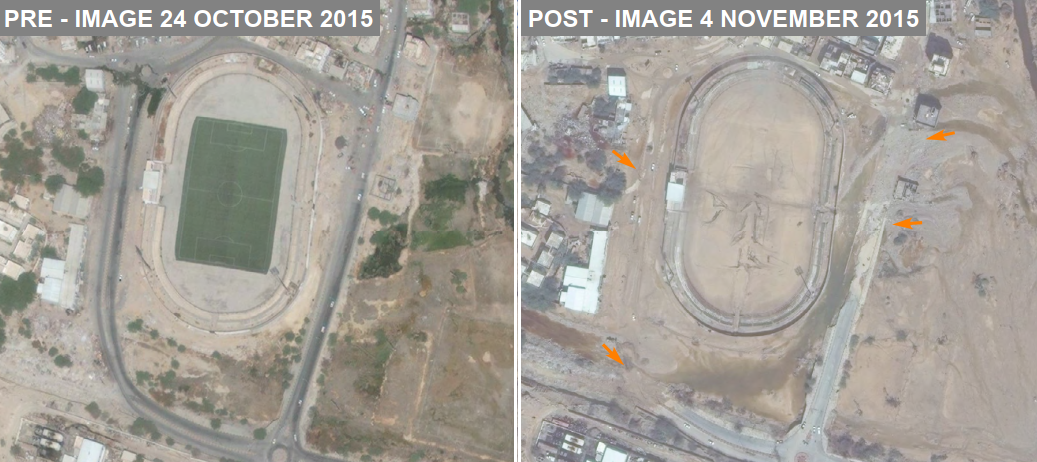 PRE - IMAGE 24 OCTOBER 2015
POST - IMAGE 4 NOVEMBER 2015